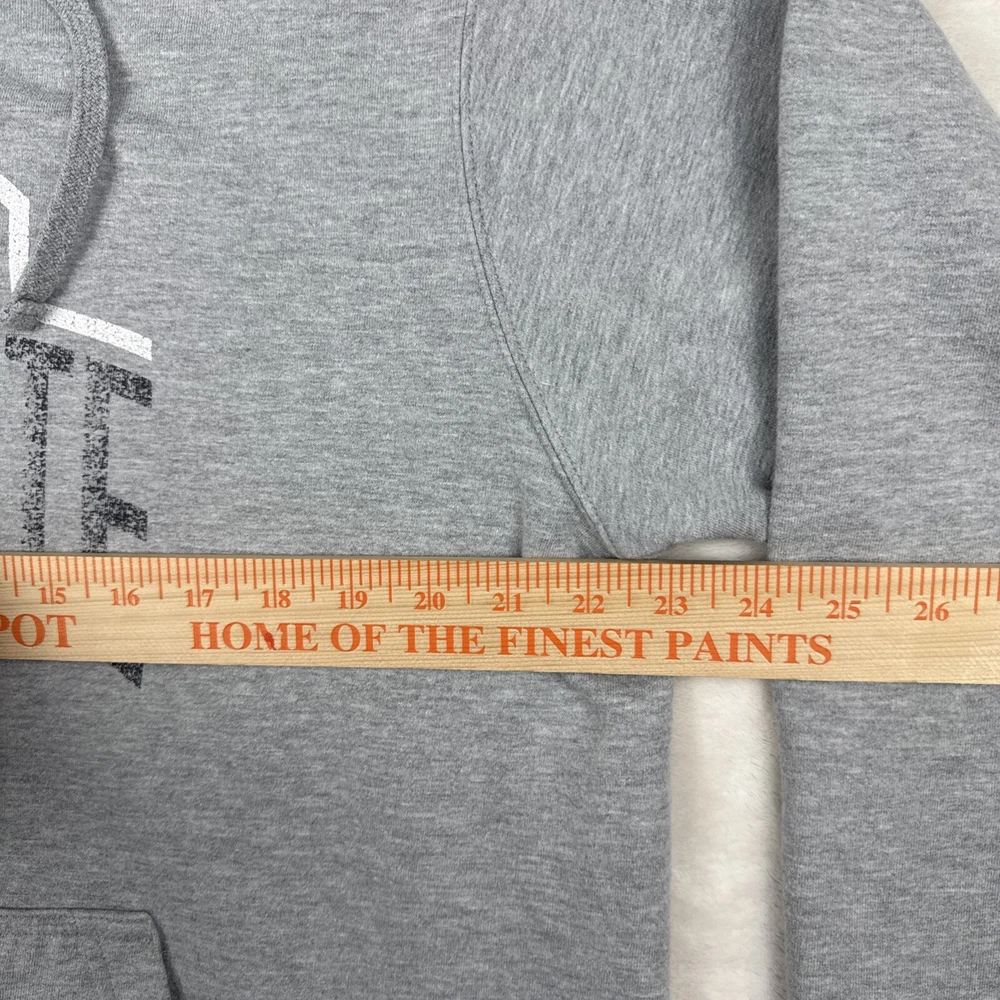 15 16 17 18 19 20 21 22 23 24 25 26
POT HOME OF THE FINEST PAINTS